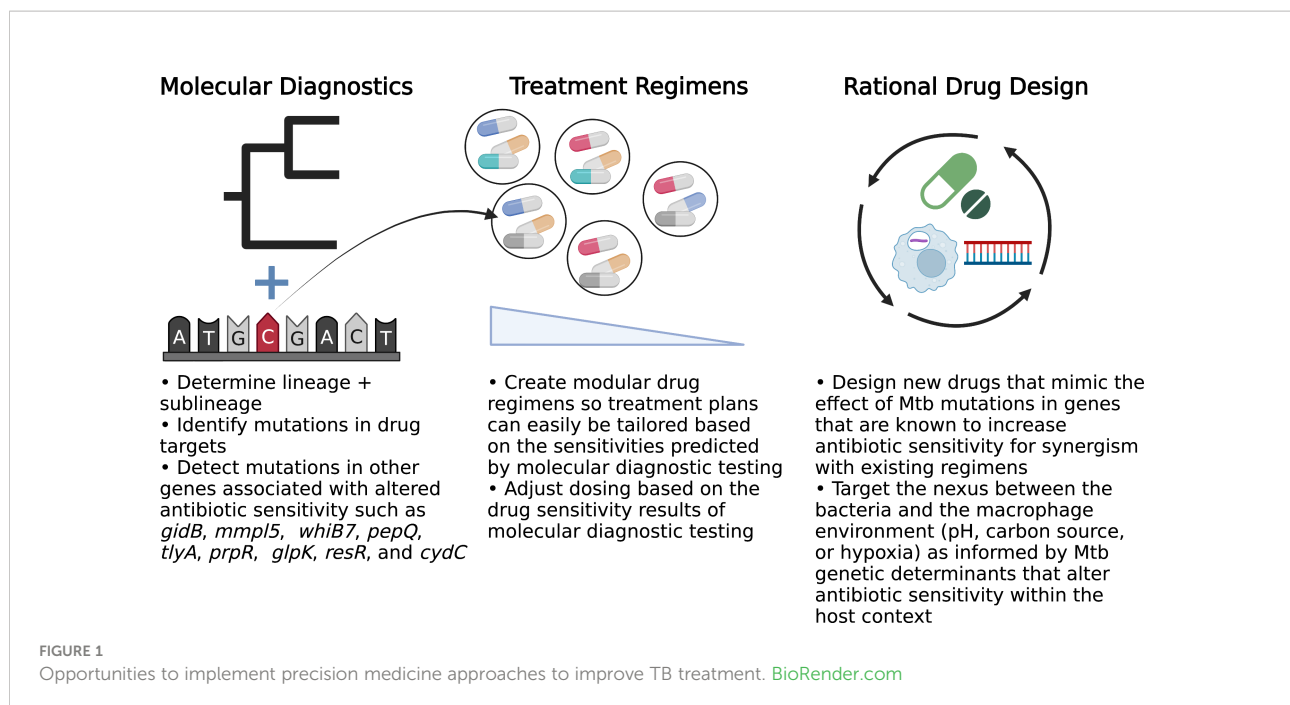 Molecular Diagnostics
A T G C G A C T
• Determine lineage +
sublineage
• Identify mutations in drug
targets
• Detect mutations in other
genes associated with altered
antibiotic sensitivity such as
gidB, mmpl5,  whiB7, pepQ,
tlyA, prpR,  glpK, resR, and cydC
Treatment Regimens
• Create modular drug
regimens so treatment plans
can easily be tailored based
on the sensitivities predicted
by molecular diagnostic testing
• Adjust dosing based on the
drug sensitivity results of
molecular diagnostic testing
Rational Drug Design
• Design new drugs that mimic the
effect of Mtb mutations in genes
that are known to increase
antibiotic sensitivity for synergism
with existing regimens
• Target the nexus between the
bacteria and the macrophage
environment (pH, carbon source,
or hypoxia) as informed by Mtb
genetic determinants that alter
antibiotic sensitivity within the
host context
FIGURE 1
Opportunities to implement precision medicine approaches to improve TB treatment. BioRender.com